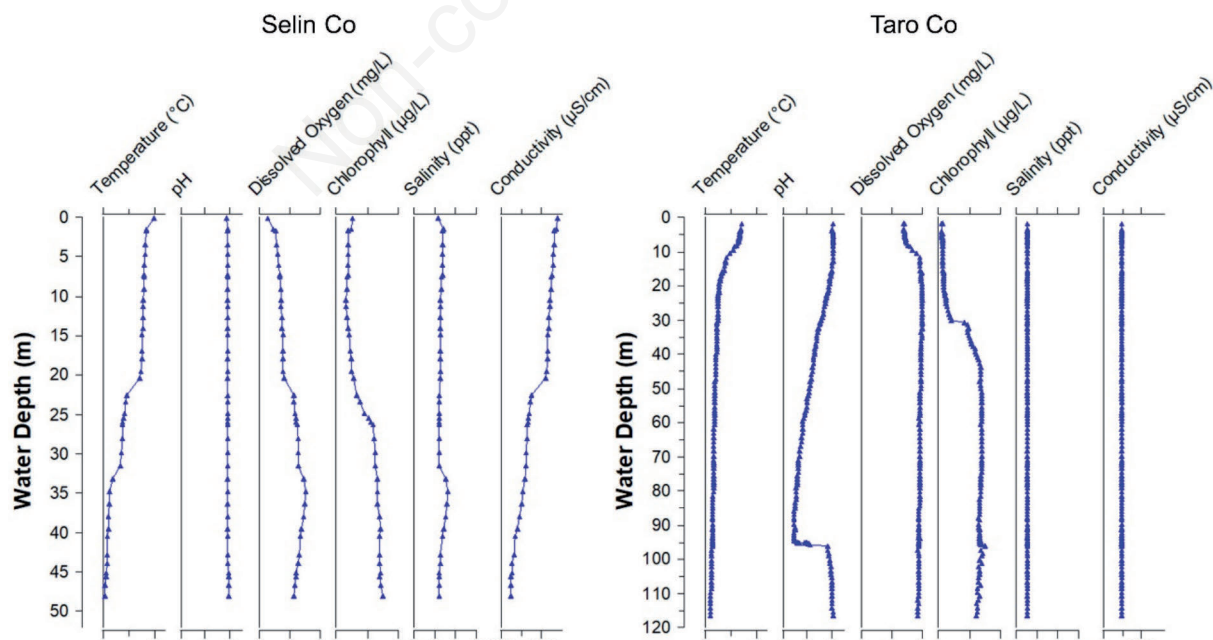 Selin Co
Taro Co
Non-co
Temperature (°C)
pH
Dissolved Oxygen (mg/L)
Chlorophyll (µg/L)
Salinity (ppt)
Conductivity (µS/cm)
Temperature (°C)
pH
Dissolved Oxygen (mg/L)
Chlorophyll (µg/L)
Salinity (ppt)
Conductivity (µS/cm)
Water Depth (m)
0
5
10
15
20
25
30
35
40
45
50
Water Depth (m)
0
10
20
30
40
50
60
70
80
90
100
110
120